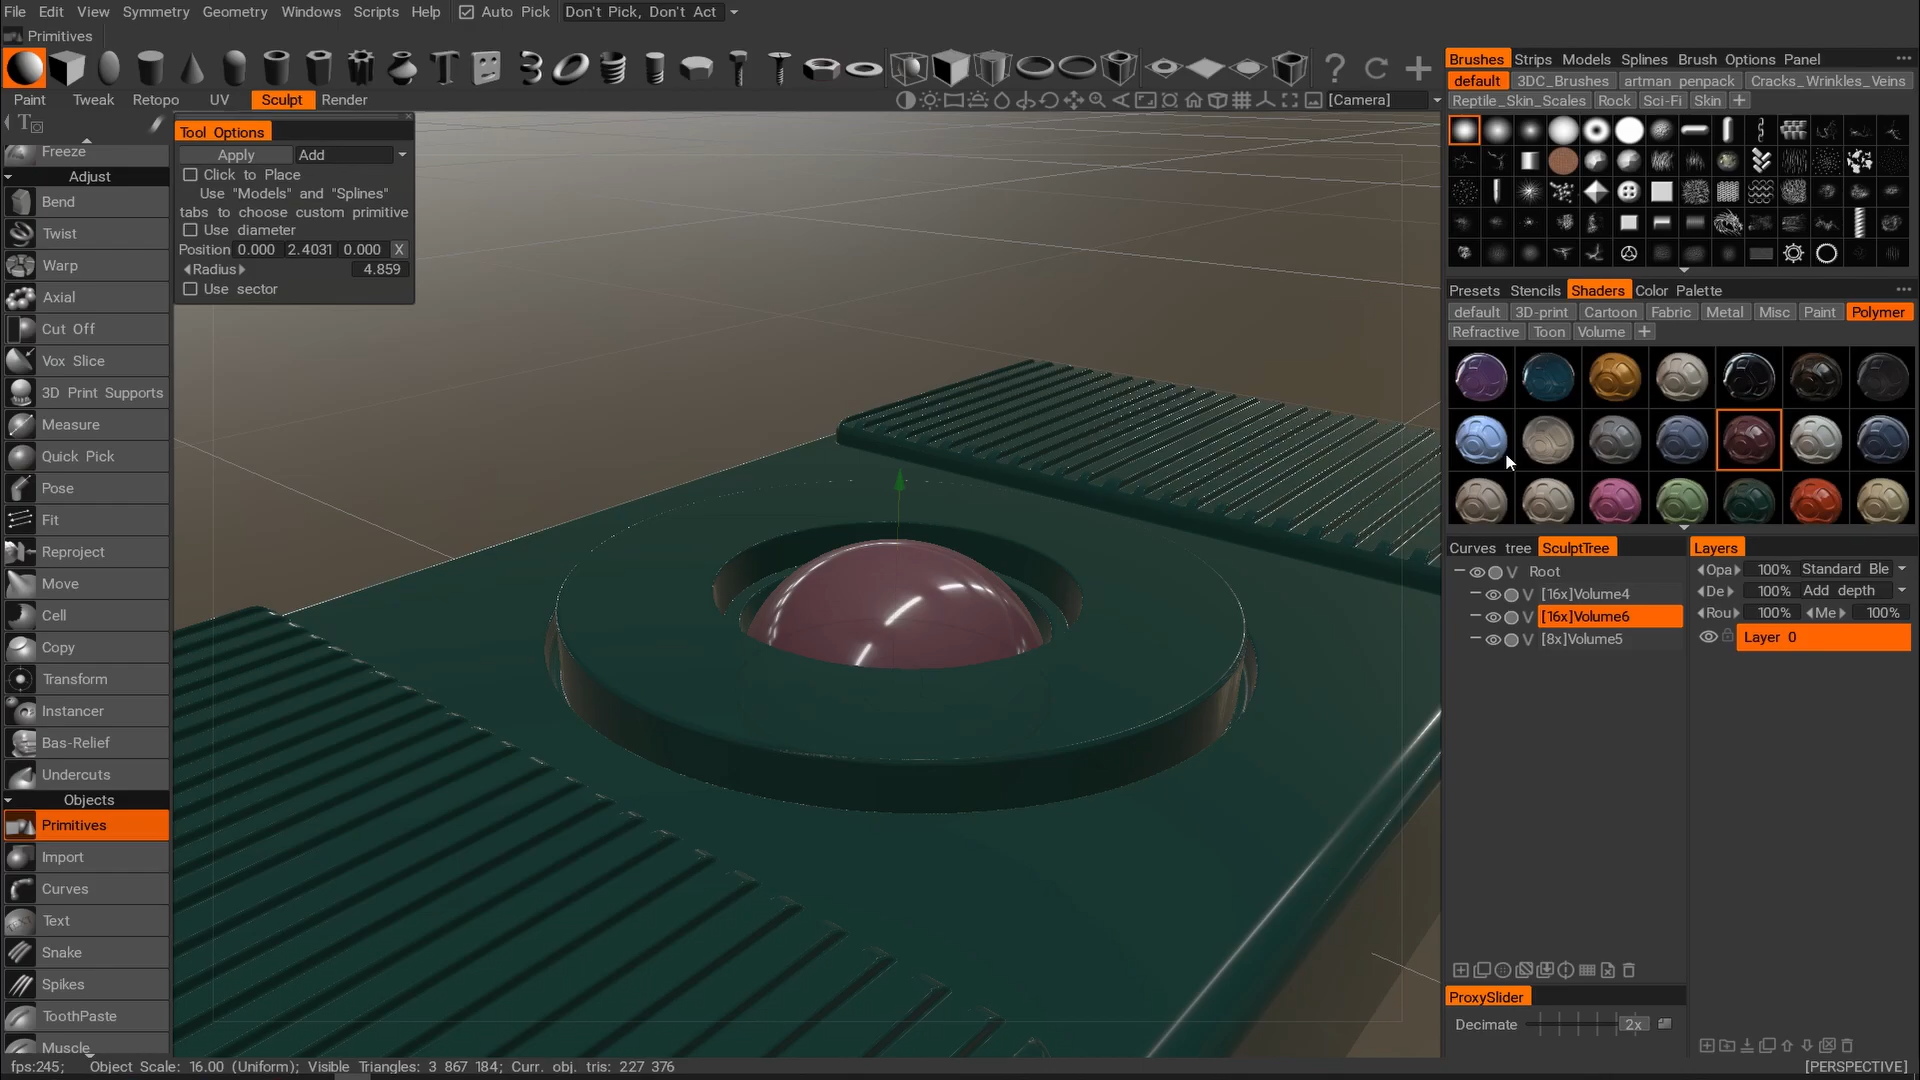 File Edit View Symmetry Geometry Windows Scripts Help Auto Pick Don't Pick, Don't Act
Primitives
Paint Tweak Retopo UV Sculpt Render
[Camera]
Freeze
Adjust
Bend
Twist
Warp
Axial
Cut Off
Vox Slice
3D Print Supports
Measure
Quick Pick
Pose
Fit
Reproject
Move
Cell
Copy
Transform
Instancer
Bas-Relief
Undercuts
Objects
Primitives
Import
Curves
Text
Snake
Spikes
ToothPaste
Muscle
Tool Options
Apply Add
Click to Place
Use "Models" and "Splines"
tabs to choose custom primitive
Use diameter
Position 0.000 2.4031 0.000 X
Radius 4.859
Use sector
Brushes Strips Models Splines Brush Options Panel
default 3DC_Brushes artman penpack Cracks_Wrinkles_Veins
Reptile_Skin_Scales Rock Sci-Fi Skin +
Presets Stencils Shaders Color Palette
default 3D-print Cartoon Fabric Metal Misc Paint Polymer
Refractive Toon Volume +
Curves tree SculptTree
V Root
V [16x]Volume4
V [16x]Volume6
V [8x]Volume5
Layers
Opa 100% Standard Ble
De 100% Add depth
Rou 100% Me 100%
Layer 0
ProxySlider
Decimate 2x
fps:245; Object Scale: 16.00 (Uniform); Visible Triangles: 3 867 184; Curr. obj. tris: 227 376
[PERSPECTIVE]